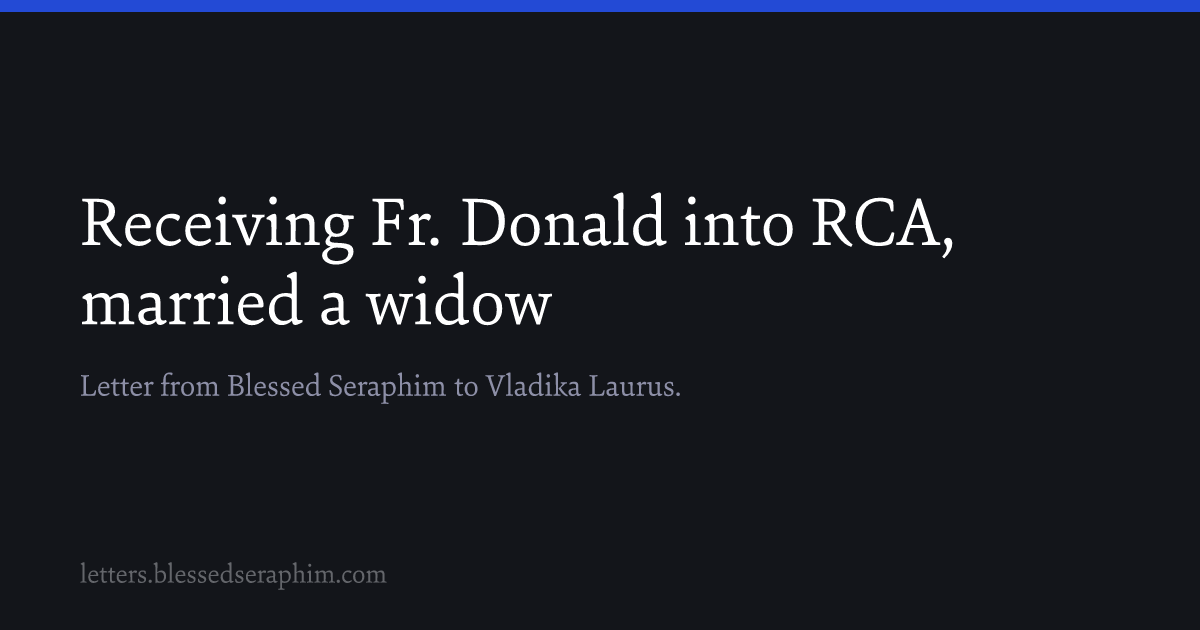 Receiving Fr. Donald into RCA,
married a widow
Letter from Blessed Seraphim to Vladika Laurus.
letters.blessedseraphim.com